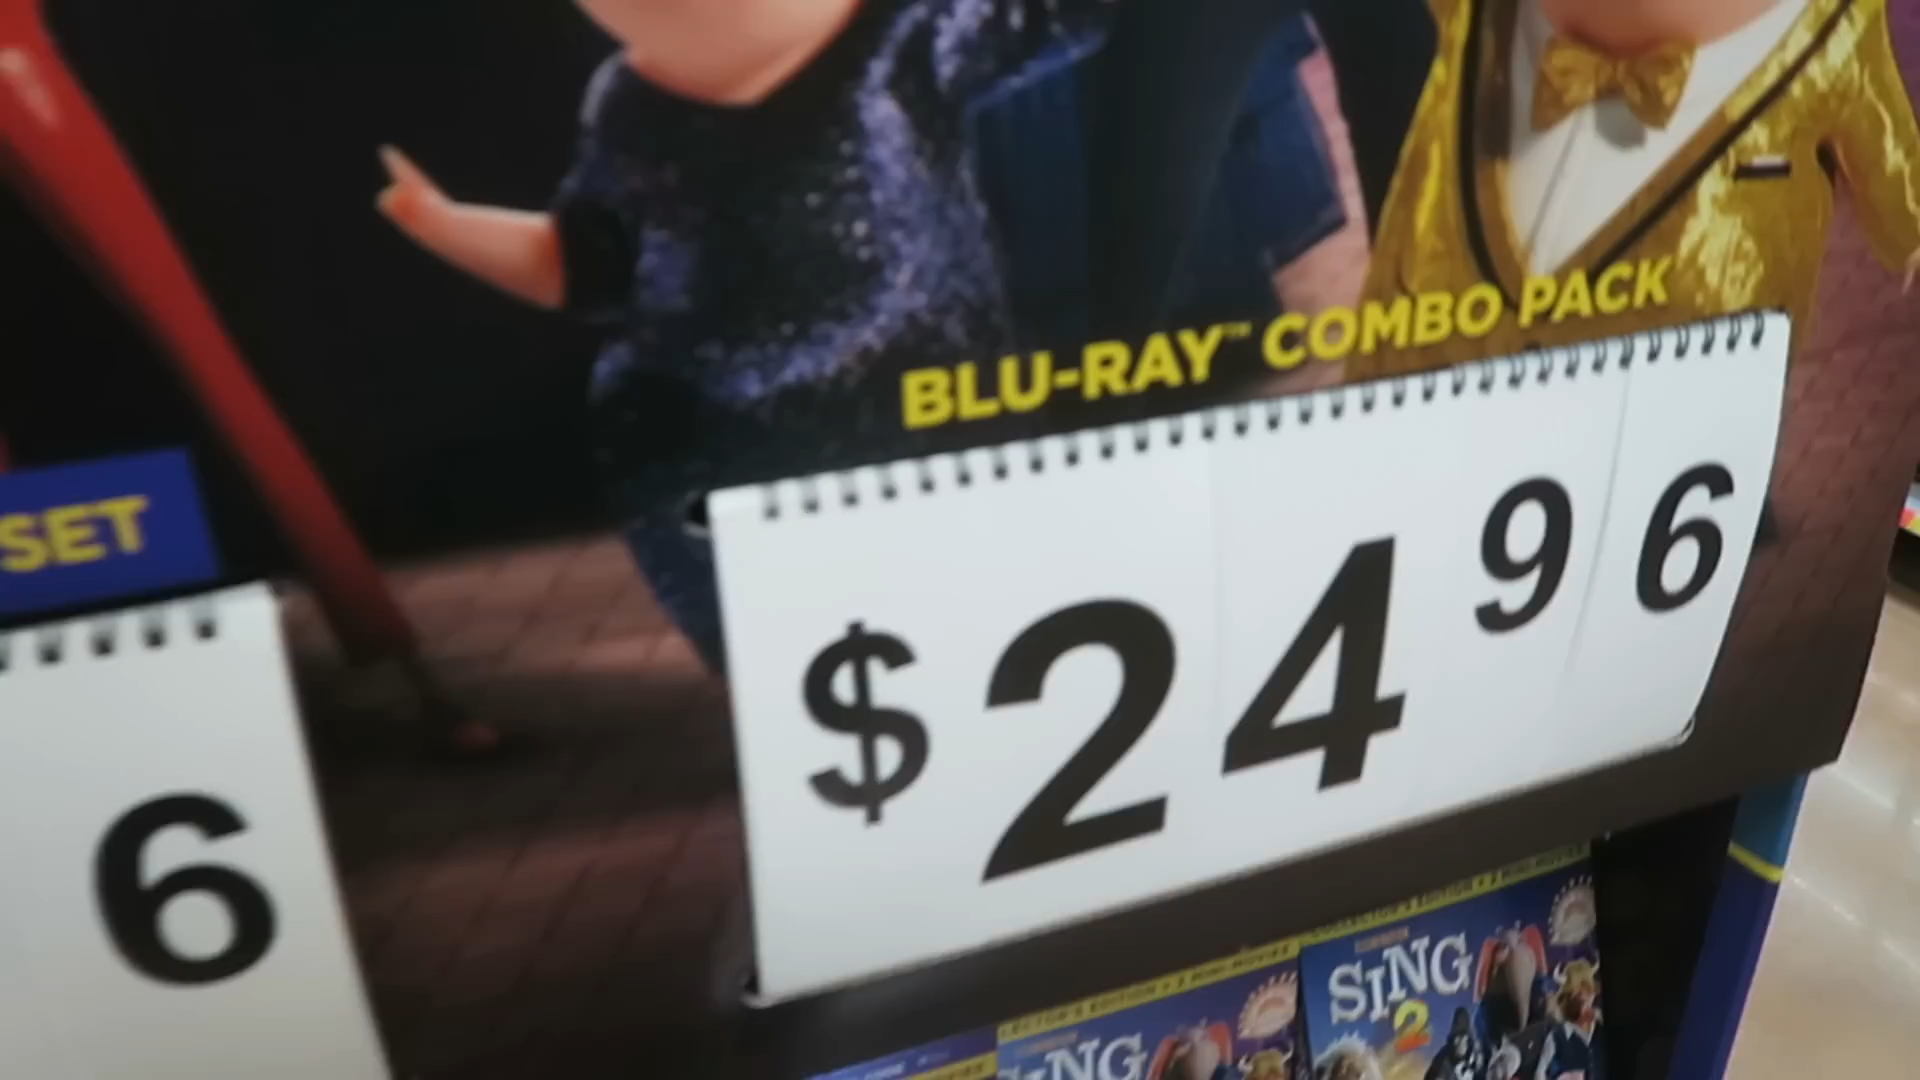 BLU-RAY™ COMBO PACK
$24 96
SET
6
SING
2
SING